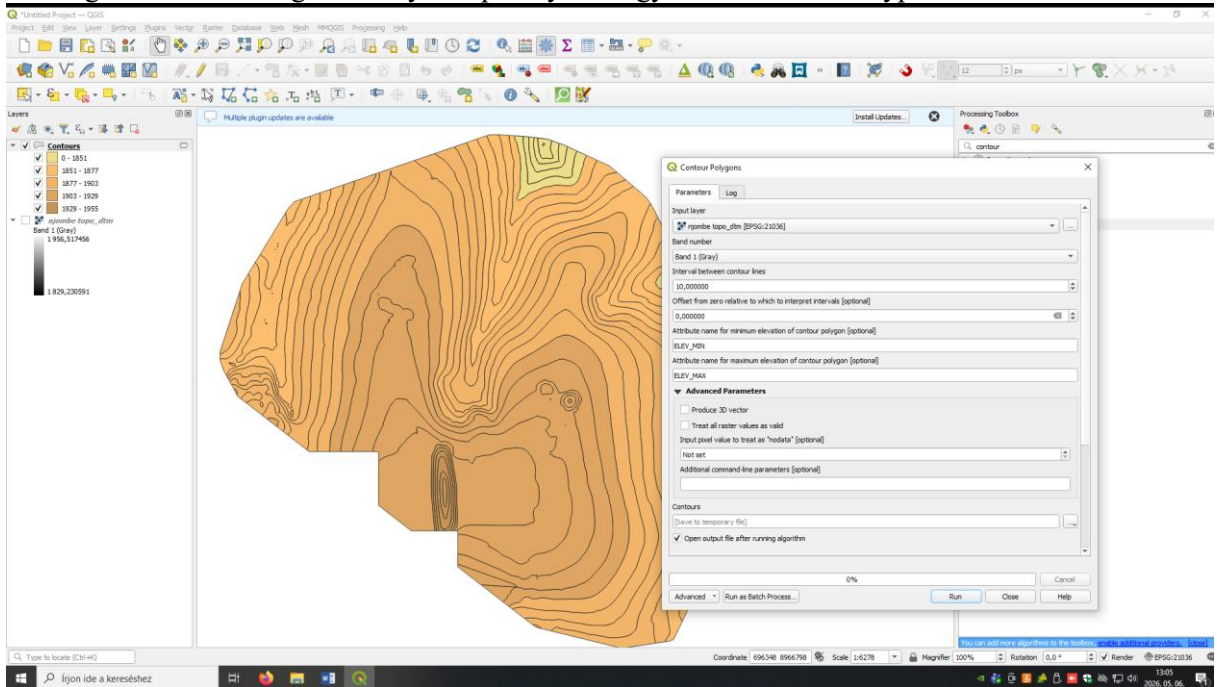 *Untitled Project — QGIS
Project Edit View Layer Settings Plugins Vector Raster Database Web Mesh MMQGIS Processing Help
12 px
Layers
Multiple plugin updates are available
Install Updates...
Processing Toolbox
contour
Contours
0 - 1851
1851 - 1877
1877 - 1903
1903 - 1929
1929 - 1955
njombe topo_dtm
Band 1 (Gray)
1 956,517456
1 829,230591
Contour Polygons
Parameters Log
Input layer
njombe topo_dtm [EPSG:21036]
Band number
Band 1 (Gray)
Interval between contour lines
10,000000
Offset from zero relative to which to interpret intervals [optional]
0,000000
Attribute name for minimum elevation of contour polygon [optional]
ELEV_MIN
Attribute name for maximum elevation of contour polygon [optional]
ELEV_MAX
Advanced Parameters
Produce 3D vector
Treat all raster values as valid
Input pixel value to treat as "nodata" [optional]
Not set
Additional command-line parameters [optional]
Contours
[Save to temporary file]
Open output file after running algorithm
0%
Cancel
Advanced Run as Batch Process...
Run Close Help
You can add more algorithms to the toolbox, enable additional providers. [close]
Type to locate (Ctrl+K)
Coordinate 696348 8966798 Scale 1:6278 Magnifier 100% Rotation 0,0 ° Render EPSG:21036
Írjon ide a kereséshez
13:05
2026. 05. 06.